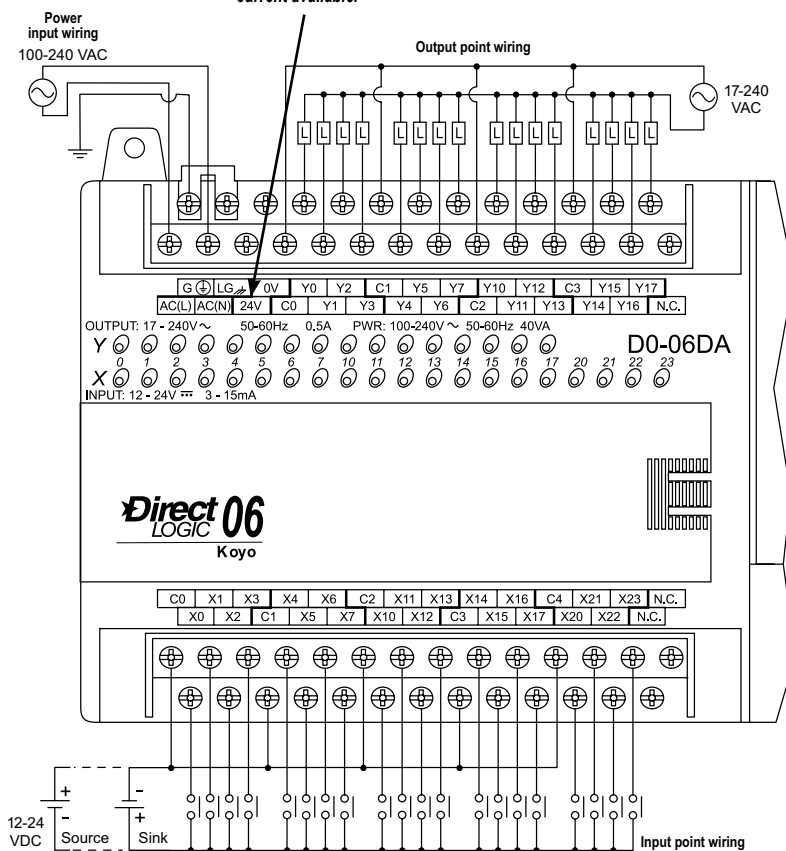 current available.
Power
input wiring
100-240 VAC
Output point wiring
17-240
VAC
L L L L L L L L L L L L L L L L
G LG 0V Y0 Y2 C1 Y5 Y7 Y10 Y12 C3 Y15 Y17
AC(L) AC(N) 24V C0 Y1 Y3 Y4 Y6 C2 Y11 Y13 Y14 Y16 N.C.
OUTPUT: 17 - 240V ~ 50-60Hz 0.5A PWR: 100-240V ~ 50-60Hz 40VA
Y
D0-06DA
0 1 2 3 4 5 6 7 10 11 12 13 14 15 16 17 20 21 22 23
X
INPUT: 12 - 24V ⎓ 3 - 15mA
Direct
LOGIC 06
Koyo
C0 X1 X3 X4 X6 C2 X11 X13 X14 X16 C4 X21 X23 N.C.
X0 X2 C1 X5 X7 X10 X12 C3 X15 X17 X20 X22 N.C.
+ -
- +
12-24
VDC
Source Sink
Input point wiring